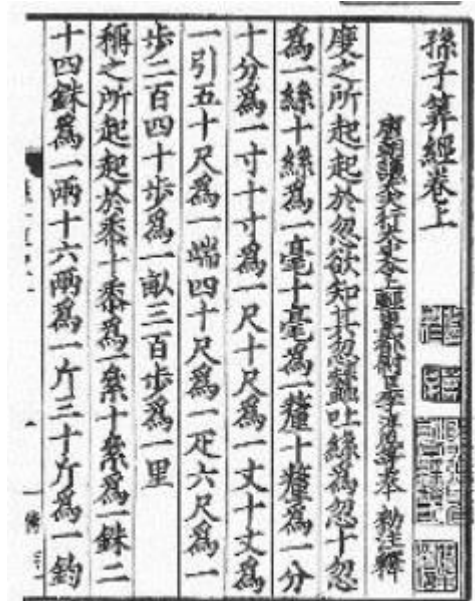 孫子算經卷上
唐朝議大夫行太史令上輕車都尉臣李淳風等奉 勑注釋
度之所起起於忽欲知其忽蠶吐絲爲忽十忽
爲一絲十絲爲一毫十毫爲一釐十釐爲一分
十分爲一寸十寸爲一尺十尺爲一丈十丈爲
一引五十尺爲一端四十尺爲一疋六尺爲一
歩二百四十歩爲一畝三百歩爲一里
稱之所起起於黍十黍爲一絫十絫爲一銖二
十四銖爲一兩十六兩爲一斤三十斤爲一鈞